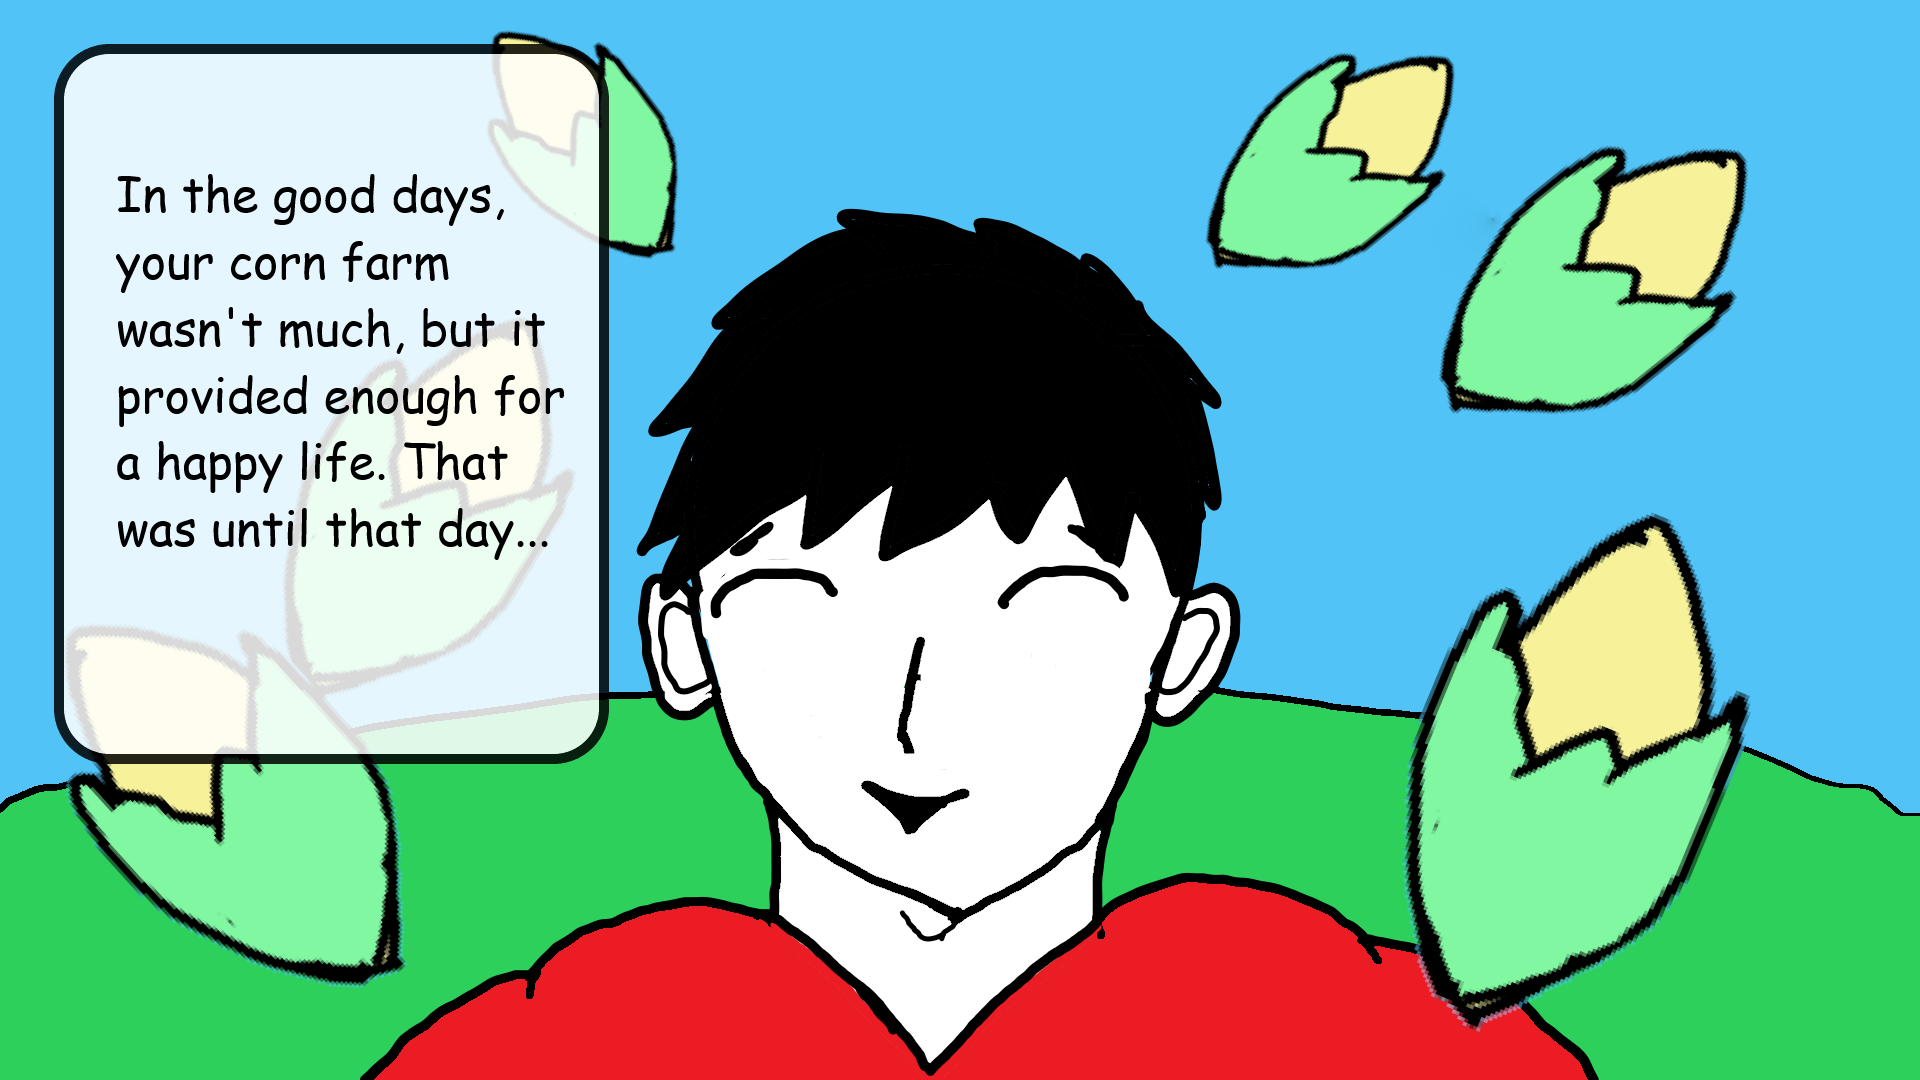 In the good days,
your corn farm
wasn't much, but it
provided enough for
a happy life. That
was until that day...